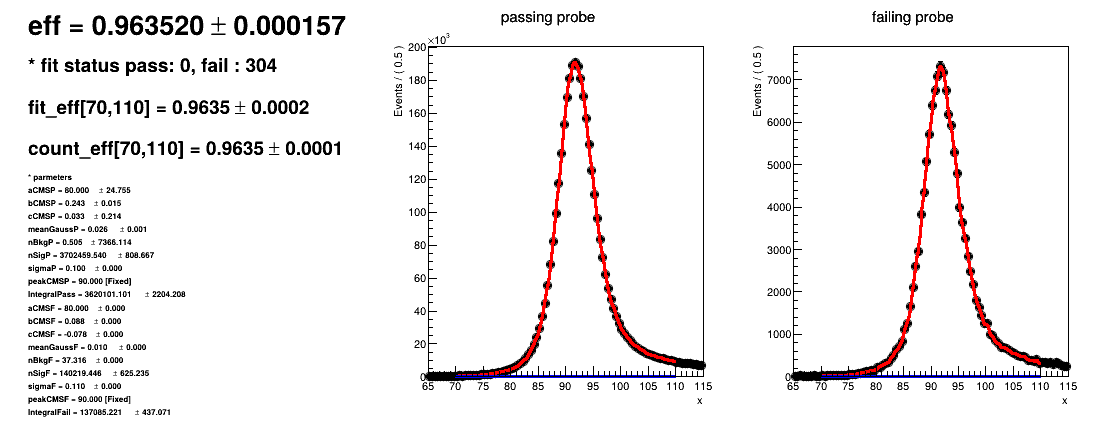 eff = 0.963520 ± 0.000157
* fit status pass: 0, fail : 304
fit_eff[70,110] = 0.9635 ± 0.0002
count_eff[70,110] = 0.9635 ± 0.0001
* parmeters
aCMSP = 80.000 ± 24.755
bCMSP = 0.243 ± 0.015
cCMSP = 0.033 ± 0.214
meanGaussP = 0.026 ± 0.001
nBkgP = 0.505 ± 7366.114
nSigP = 3702459.540 ± 808.667
sigmaP = 0.100 ± 0.000
peakCMSP = 90.000 [Fixed]
IntegralPass = 3620101.101 ± 2204.208
aCMSF = 80.000 ± 0.000
bCMSF = 0.088 ± 0.000
cCMSF = -0.078 ± 0.000
meanGaussF = 0.010 ± 0.000
nBkgF = 37.316 ± 0.000
nSigF = 140219.446 ± 625.235
sigmaF = 0.110 ± 0.000
peakCMSF = 90.000 [Fixed]
IntegralFail = 137085.221 ± 437.071
passing probe
×10³
Events / ( 0.5 )
200
180
160
140
120
100
80
60
40
20
0
65 70 75 80 85 90 95 100 105 110 115
x
failing probe
Events / ( 0.5 )
7000
6000
5000
4000
3000
2000
1000
0
65 70 75 80 85 90 95 100 105 110 115
x